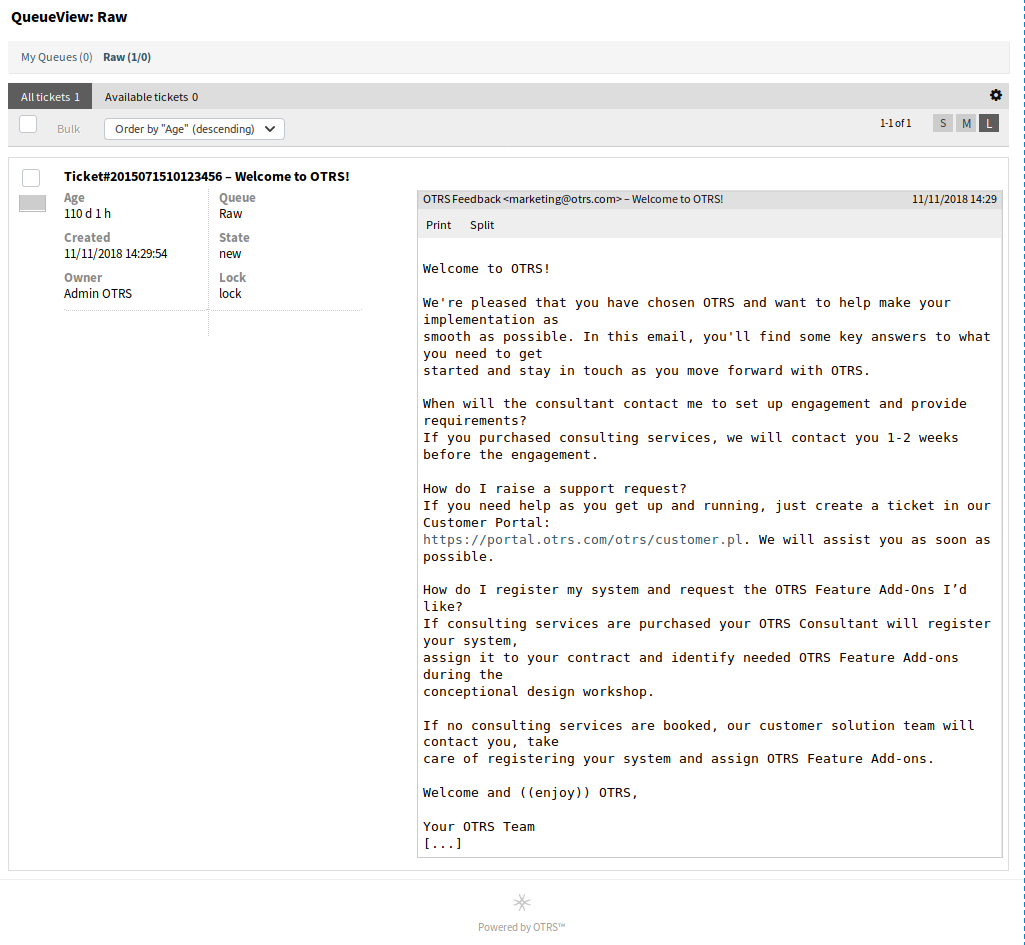 QueueView: Raw
My Queues (0) Raw (1/0)
All tickets 1 Available tickets 0
Bulk Order by "Age" (descending) 1-1 of 1 S M L
Ticket#2015071510123456 – Welcome to OTRS!
Age Queue
110 d 1 h Raw
Created State
11/11/2018 14:29:54 new
Owner Lock
Admin OTRS lock
OTRS Feedback <marketing@otrs.com> – Welcome to OTRS! 11/11/2018 14:29
Print Split
Welcome to OTRS!
We're pleased that you have chosen OTRS and want to help make your
implementation as
smooth as possible. In this email, you'll find some key answers to what
you need to get
started and stay in touch as you move forward with OTRS.
When will the consultant contact me to set up engagement and provide
requirements?
If you purchased consulting services, we will contact you 1-2 weeks
before the engagement.
How do I raise a support request?
If you need help as you get up and running, just create a ticket in our
Customer Portal:
https://portal.otrs.com/otrs/customer.pl. We will assist you as soon as
possible.
How do I register my system and request the OTRS Feature Add-Ons I’d
like?
If consulting services are purchased your OTRS Consultant will register
your system,
assign it to your contract and identify needed OTRS Feature Add-ons
during the
conceptional design workshop.
If no consulting services are booked, our customer solution team will
contact you, take
care of registering your system and assign OTRS Feature Add-ons.
Welcome and ((enjoy)) OTRS,
Your OTRS Team
[...]
Powered by OTRS™